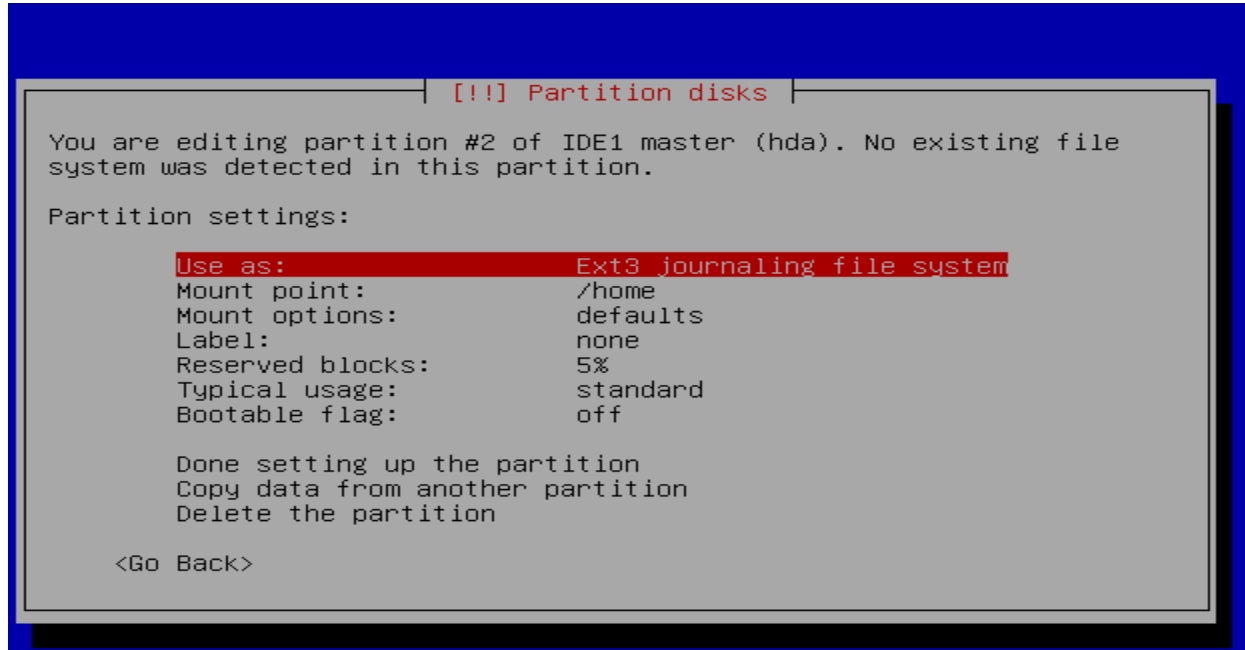 [!!] Partition disks
You are editing partition #2 of IDE1 master (hda). No existing file
system was detected in this partition.
Partition settings:
Use as: Ext3 journaling file system
Mount point: /home
Mount options: defaults
Label: none
Reserved blocks: 5%
Typical usage: standard
Bootable flag: off
Done setting up the partition
Copy data from another partition
Delete the partition
<Go Back>